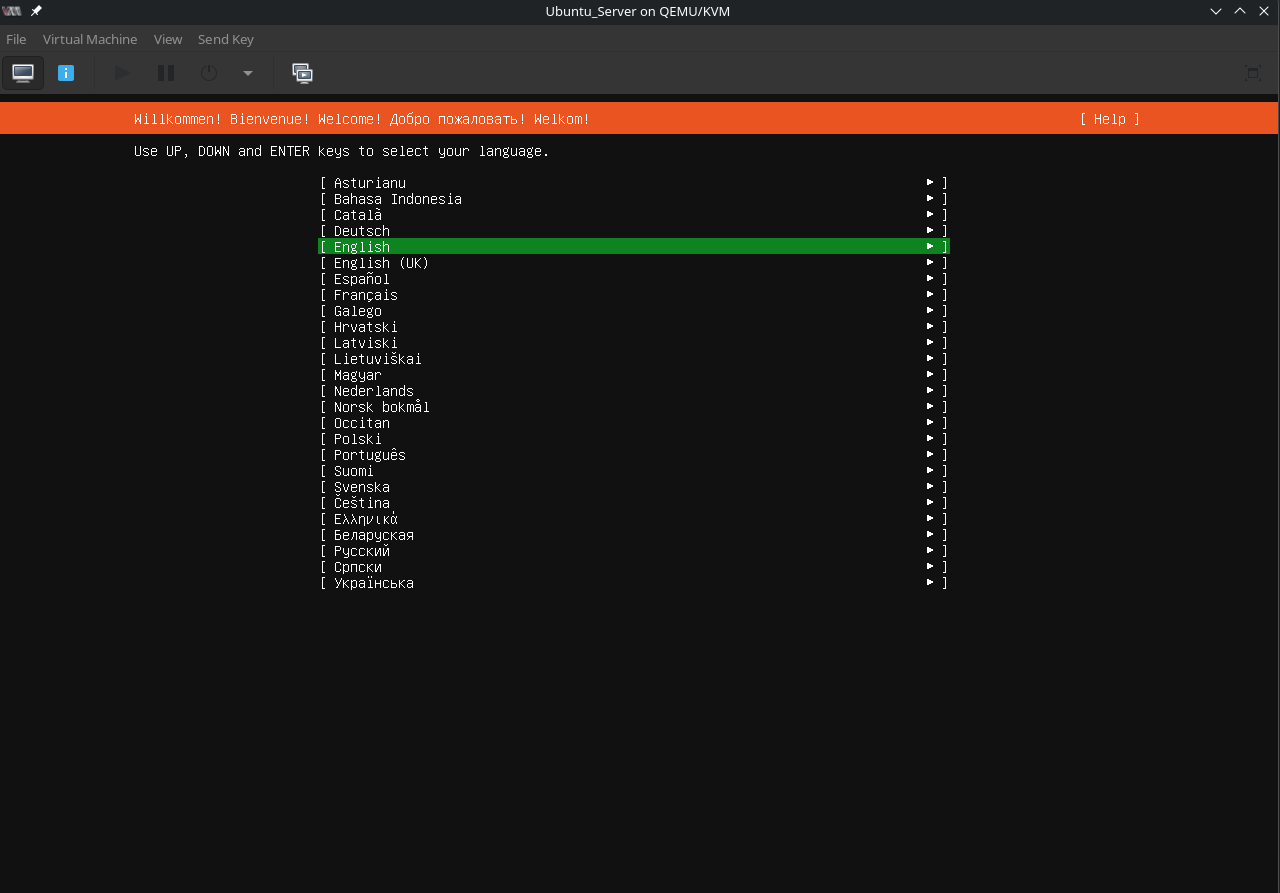 Ubuntu_Server on QEMU/KVM
File Virtual Machine View Send Key
Willkommen! Bienvenue! Welcome! Добро пожаловать! Welkom! [ Help ]
Use UP, DOWN and ENTER keys to select your language.
[ Asturianu ▸ ]
[ Bahasa Indonesia ▸ ]
[ Català ▸ ]
[ Deutsch ▸ ]
[ English ▸ ]
[ English (UK) ▸ ]
[ Español ▸ ]
[ Français ▸ ]
[ Galego ▸ ]
[ Hrvatski ▸ ]
[ Latviski ▸ ]
[ Lietuviškai ▸ ]
[ Magyar ▸ ]
[ Nederlands ▸ ]
[ Norsk bokmål ▸ ]
[ Occitan ▸ ]
[ Polski ▸ ]
[ Português ▸ ]
[ Suomi ▸ ]
[ Svenska ▸ ]
[ Čeština ▸ ]
[ Ελληνικά ▸ ]
[ Беларуская ▸ ]
[ Русский ▸ ]
[ Српски ▸ ]
[ Українська ▸ ]